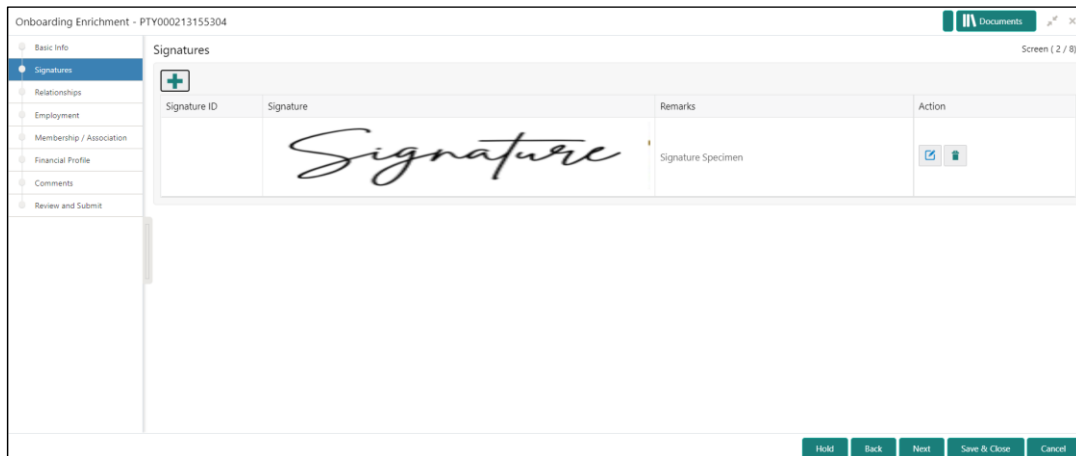 Onboarding Enrichment - PTY000213155304
Documents
Basic Info
Signatures
Relationships
Employment
Membership / Association
Financial Profile
Comments
Review and Submit
Signatures
Screen ( 2 / 8)
Signature ID Signature Remarks Action
Signature
Signature Specimen
Hold Back Next Save & Close Cancel